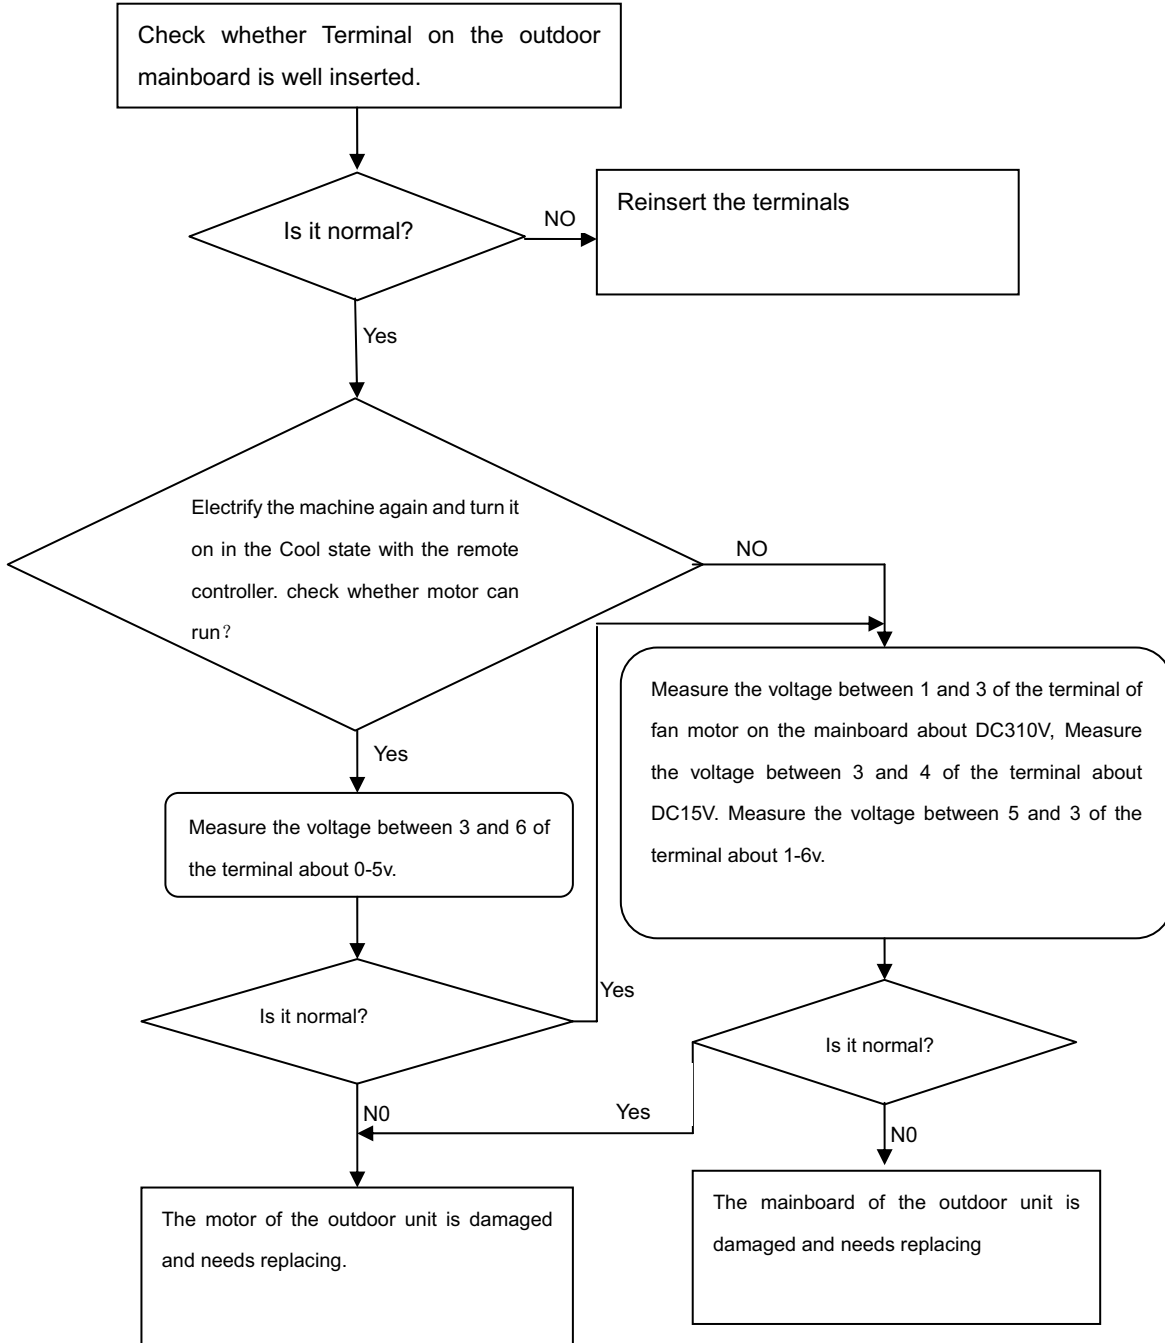 Check whether Terminal on the outdoor
mainboard is well inserted.
Is it normal?
NO
Reinsert the terminals
Yes
Electrify the machine again and turn it
on in the Cool state with the remote
controller. check whether motor can
run？
NO
Yes
Measure the voltage between 1 and 3 of the terminal of
fan motor on the mainboard about DC310V, Measure
the voltage between 3 and 4 of the terminal about
DC15V. Measure the voltage between 5 and 3 of the
terminal about 1-6v.
Measure the voltage between 3 and 6 of
the terminal about 0-5v.
Is it normal?
Yes
Is it normal?
N0
Yes
N0
The motor of the outdoor unit is damaged
and needs replacing.
The mainboard of the outdoor unit is
damaged and needs replacing